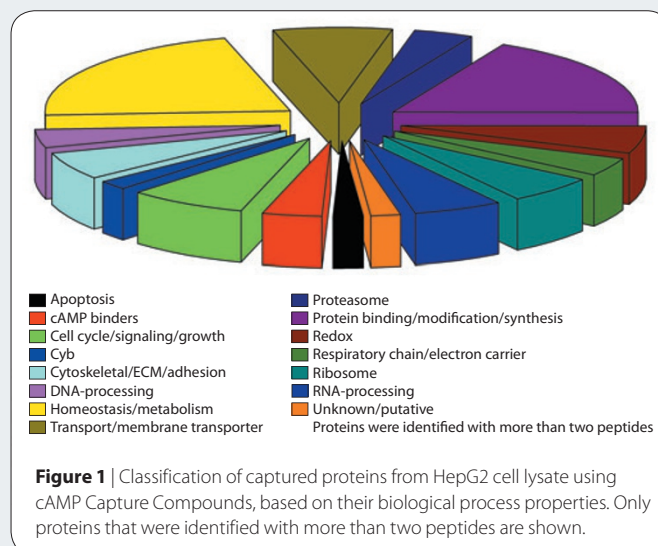 Apoptosis
cAMP binders
Cell cycle/signaling/growth
Cyb
Cytoskeletal/ECM/adhesion
DNA-processing
Homeostasis/metabolism
Transport/membrane transporter
Proteasome
Protein binding/modification/synthesis
Redox
Respiratory chain/electron carrier
Ribosome
RNA-processing
Unknown/putative
Proteins were identified with more than two peptides
Figure 1 | Classification of captured proteins from HepG2 cell lysate using
cAMP Capture Compounds, based on their biological process properties. Only
proteins that were identified with more than two peptides are shown.